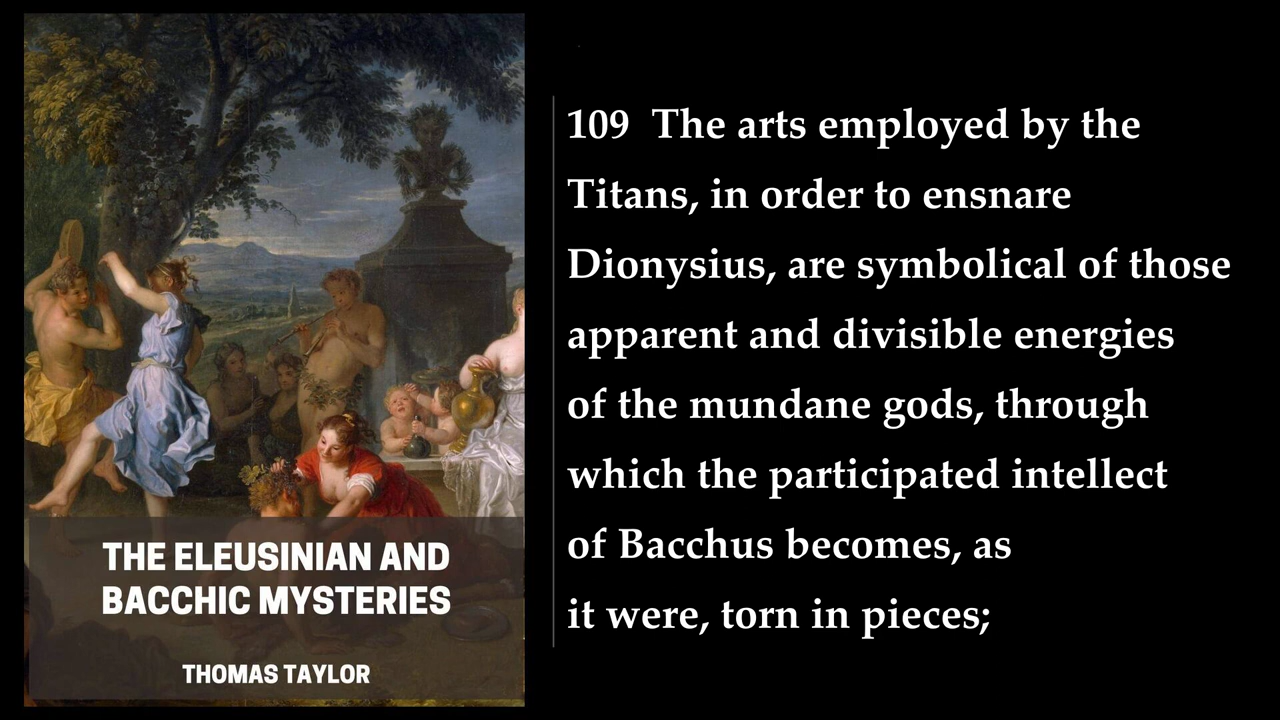 THE ELEUSINIAN AND
BACCHIC MYSTERIES
THOMAS TAYLOR
109 The arts employed by the
Titans, in order to ensnare
Dionysius, are symbolical of those
apparent and divisible energies
of the mundane gods, through
which the participated intellect
of Bacchus becomes, as
it were, torn in pieces;